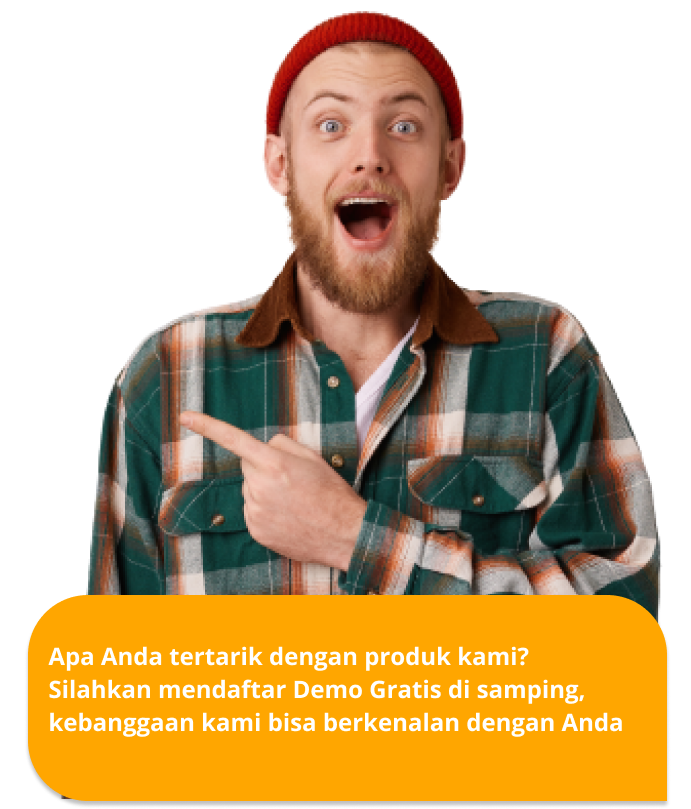 Apa Anda tertarik dengan produk kami?
Silahkan mendaftar Demo Gratis di samping,
kebanggaan kami bisa berkenalan dengan Anda